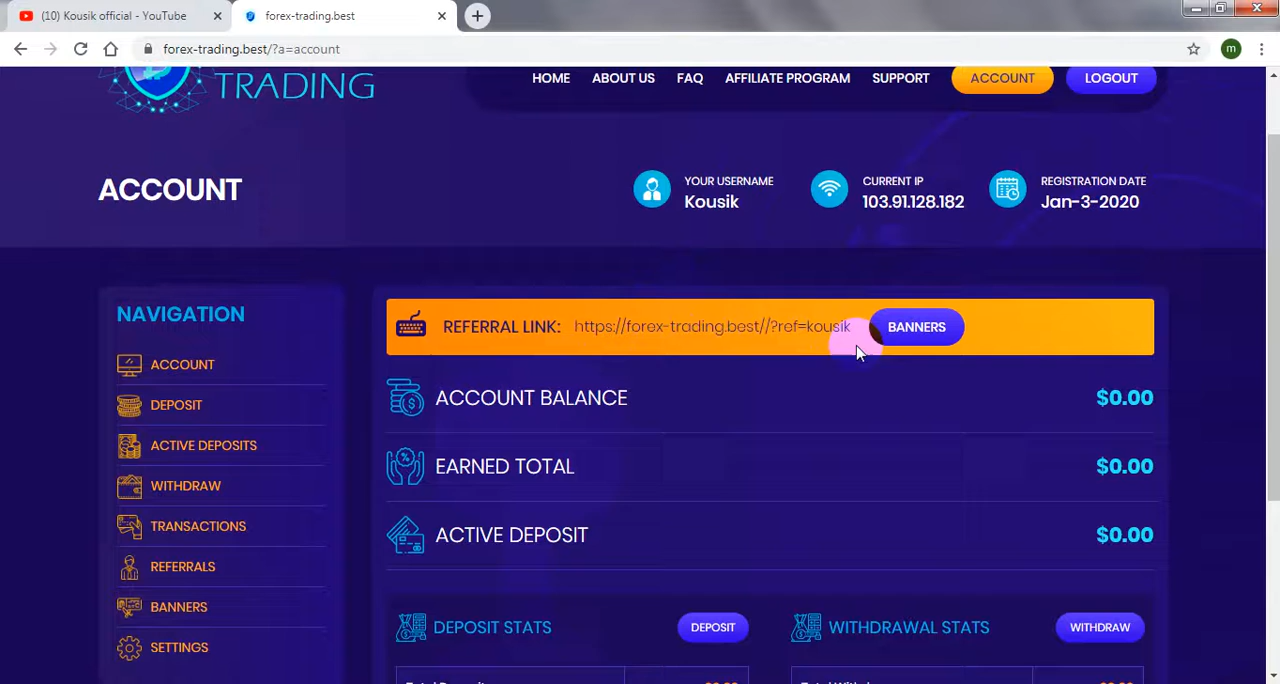 (10) Kousik official - YouTube
forex-trading.best
forex-trading.best/?a=account
m
TRADING
HOME
ABOUT US
FAQ
AFFILIATE PROGRAM
SUPPORT
ACCOUNT
LOGOUT
ACCOUNT
YOUR USERNAME
Kousik
CURRENT IP
103.91.128.182
REGISTRATION DATE
Jan-3-2020
NAVIGATION
ACCOUNT
DEPOSIT
ACTIVE DEPOSITS
WITHDRAW
TRANSACTIONS
REFERRALS
BANNERS
SETTINGS
REFERRAL LINK: https://forex-trading.best//?ref=kousik
BANNERS
ACCOUNT BALANCE $0.00
EARNED TOTAL $0.00
ACTIVE DEPOSIT $0.00
DEPOSIT STATS
DEPOSIT
WITHDRAWAL STATS
WITHDRAW